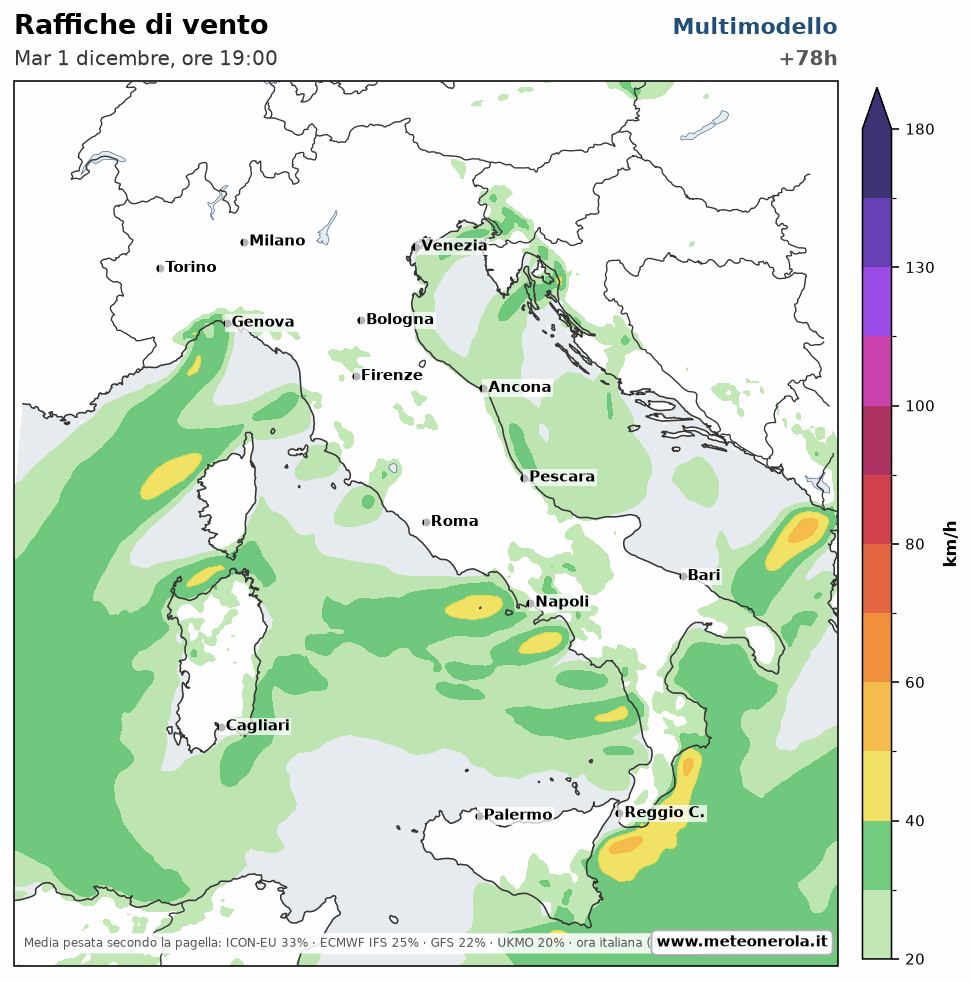 Raffiche di vento
Multimodello
Mar 1 dicembre, ore 19:00
+78h
180
130
100
80
60
40
20
km/h
Venezia
Milano
Torino
Genova
Bologna
Firenze
Ancona
Pescara
Roma
Bari
Napoli
Cagliari
Palermo
Reggio C.
Media pesata secondo la pagella: ICON-EU 33% · ECMWF IFS 25% · GFS 22% · UKMO 20% · ora italiana (
www.meteonerola.it